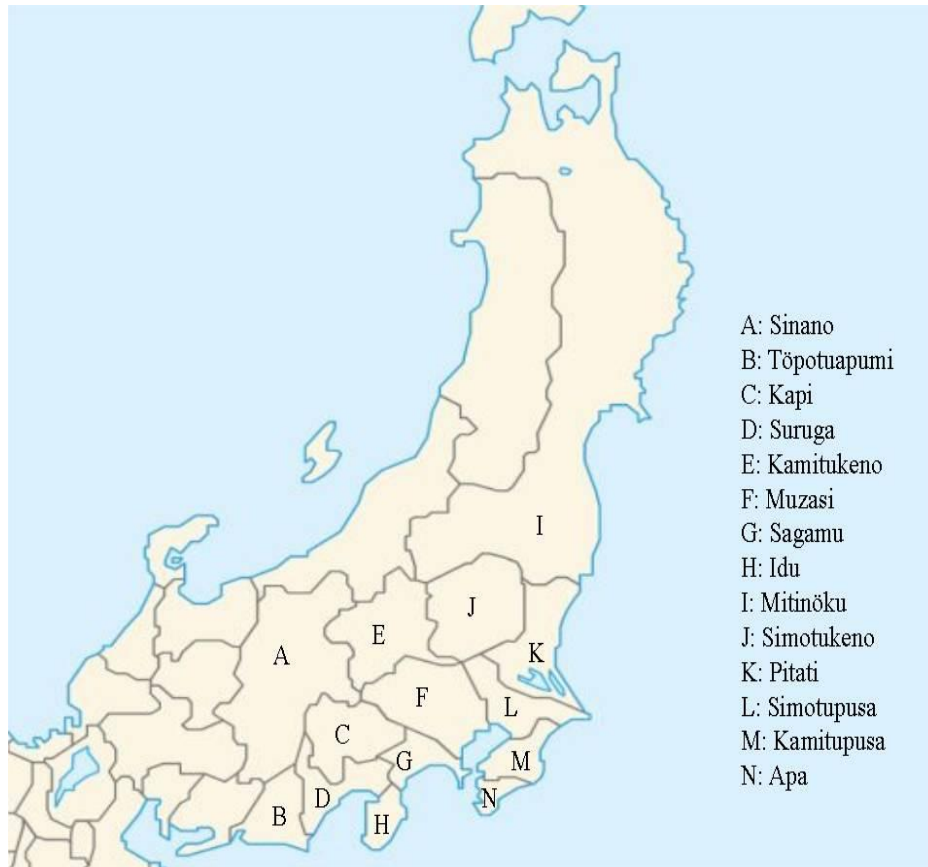 A: Sinano
B: Töpotuapumi
C: Kapi
D: Suruga
E: Kamitukeno
F: Muzasi
G: Sagamu
H: Idu
I: Mitinöku
J: Simotukeno
K: Pitati
L: Simotupusa
M: Kamitupusa
N: Apa
I
J
E
K
A
F
L
C
G
M
D
N
B
H